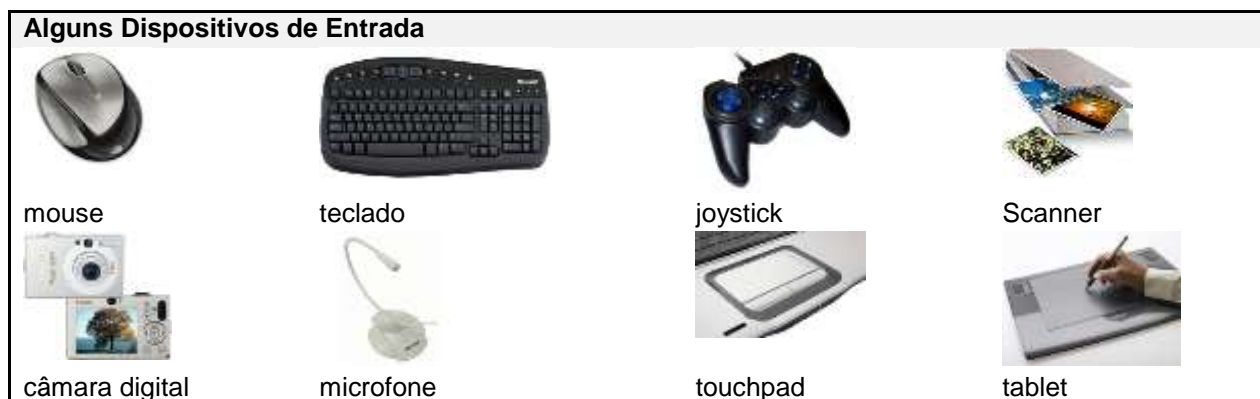 Alguns Dispositivos de Entrada
mouse teclado joystick Scanner
câmara digital microfone touchpad tablet